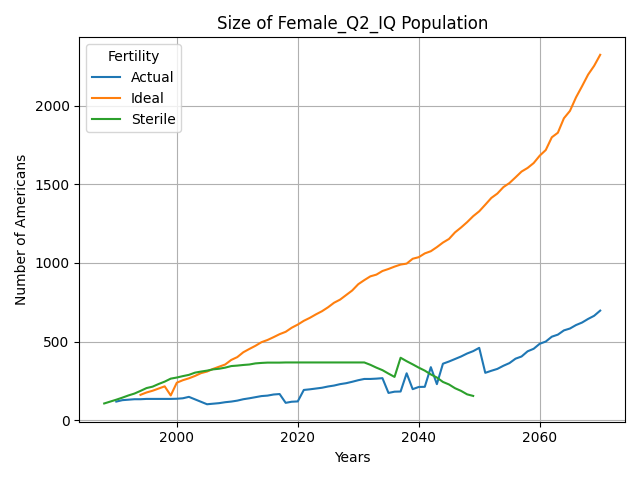 Size of Female_Q2_IQ Population
Fertility
Actual
Ideal
Sterile
Number of Americans
2000
1500
1000
500
0
2000 2020 2040 2060
Years